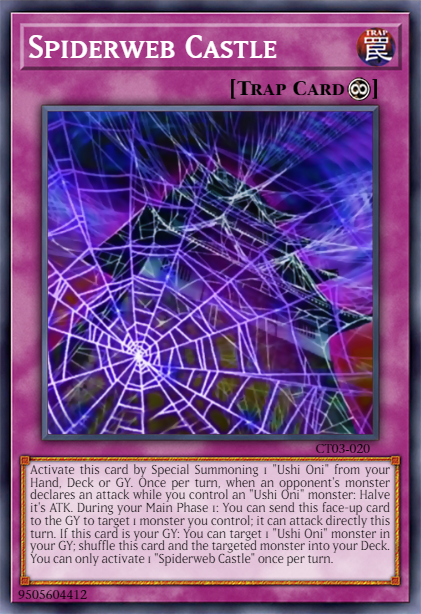 Spiderweb Castle
TRAP
罠
[Trap Card]
CT03-020
Activate this card by Special Summoning 1 "Ushi Oni" from your
Hand, Deck or GY. Once per turn, when an opponent's monster
declares an attack while you control an "Ushi Oni" monster: Halve
it's ATK. During your Main Phase 1: You can send this face-up card
to the GY to target 1 monster you control; it can attack directly this
turn. If this card is your GY: You can target 1 "Ushi Oni" monster in
your GY; shuffle this card and the targeted monster into your Deck.
You can only activate 1 "Spiderweb Castle" once per turn.
9505604412